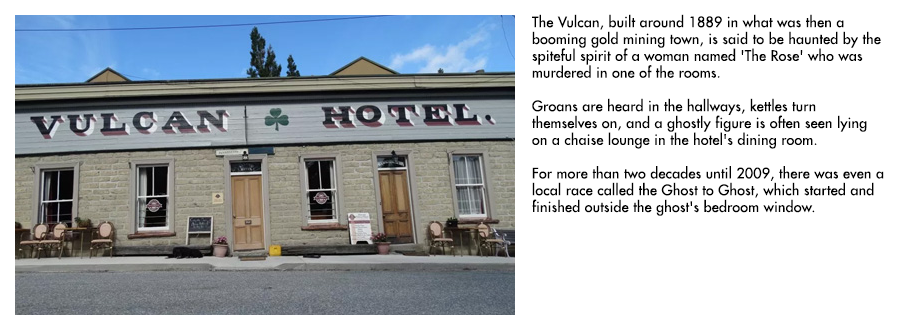 VULCAN HOTEL.
The Vulcan, built around 1889 in what was then a
booming gold mining town, is said to be haunted by the
spiteful spirit of a woman named 'The Rose' who was
murdered in one of the rooms.
Groans are heard in the hallways, kettles turn
themselves on, and a ghostly figure is often seen lying
on a chaise lounge in the hotel's dining room.
For more than two decades until 2009, there was even a
local race called the Ghost to Ghost, which started and
finished outside the ghost's bedroom window.